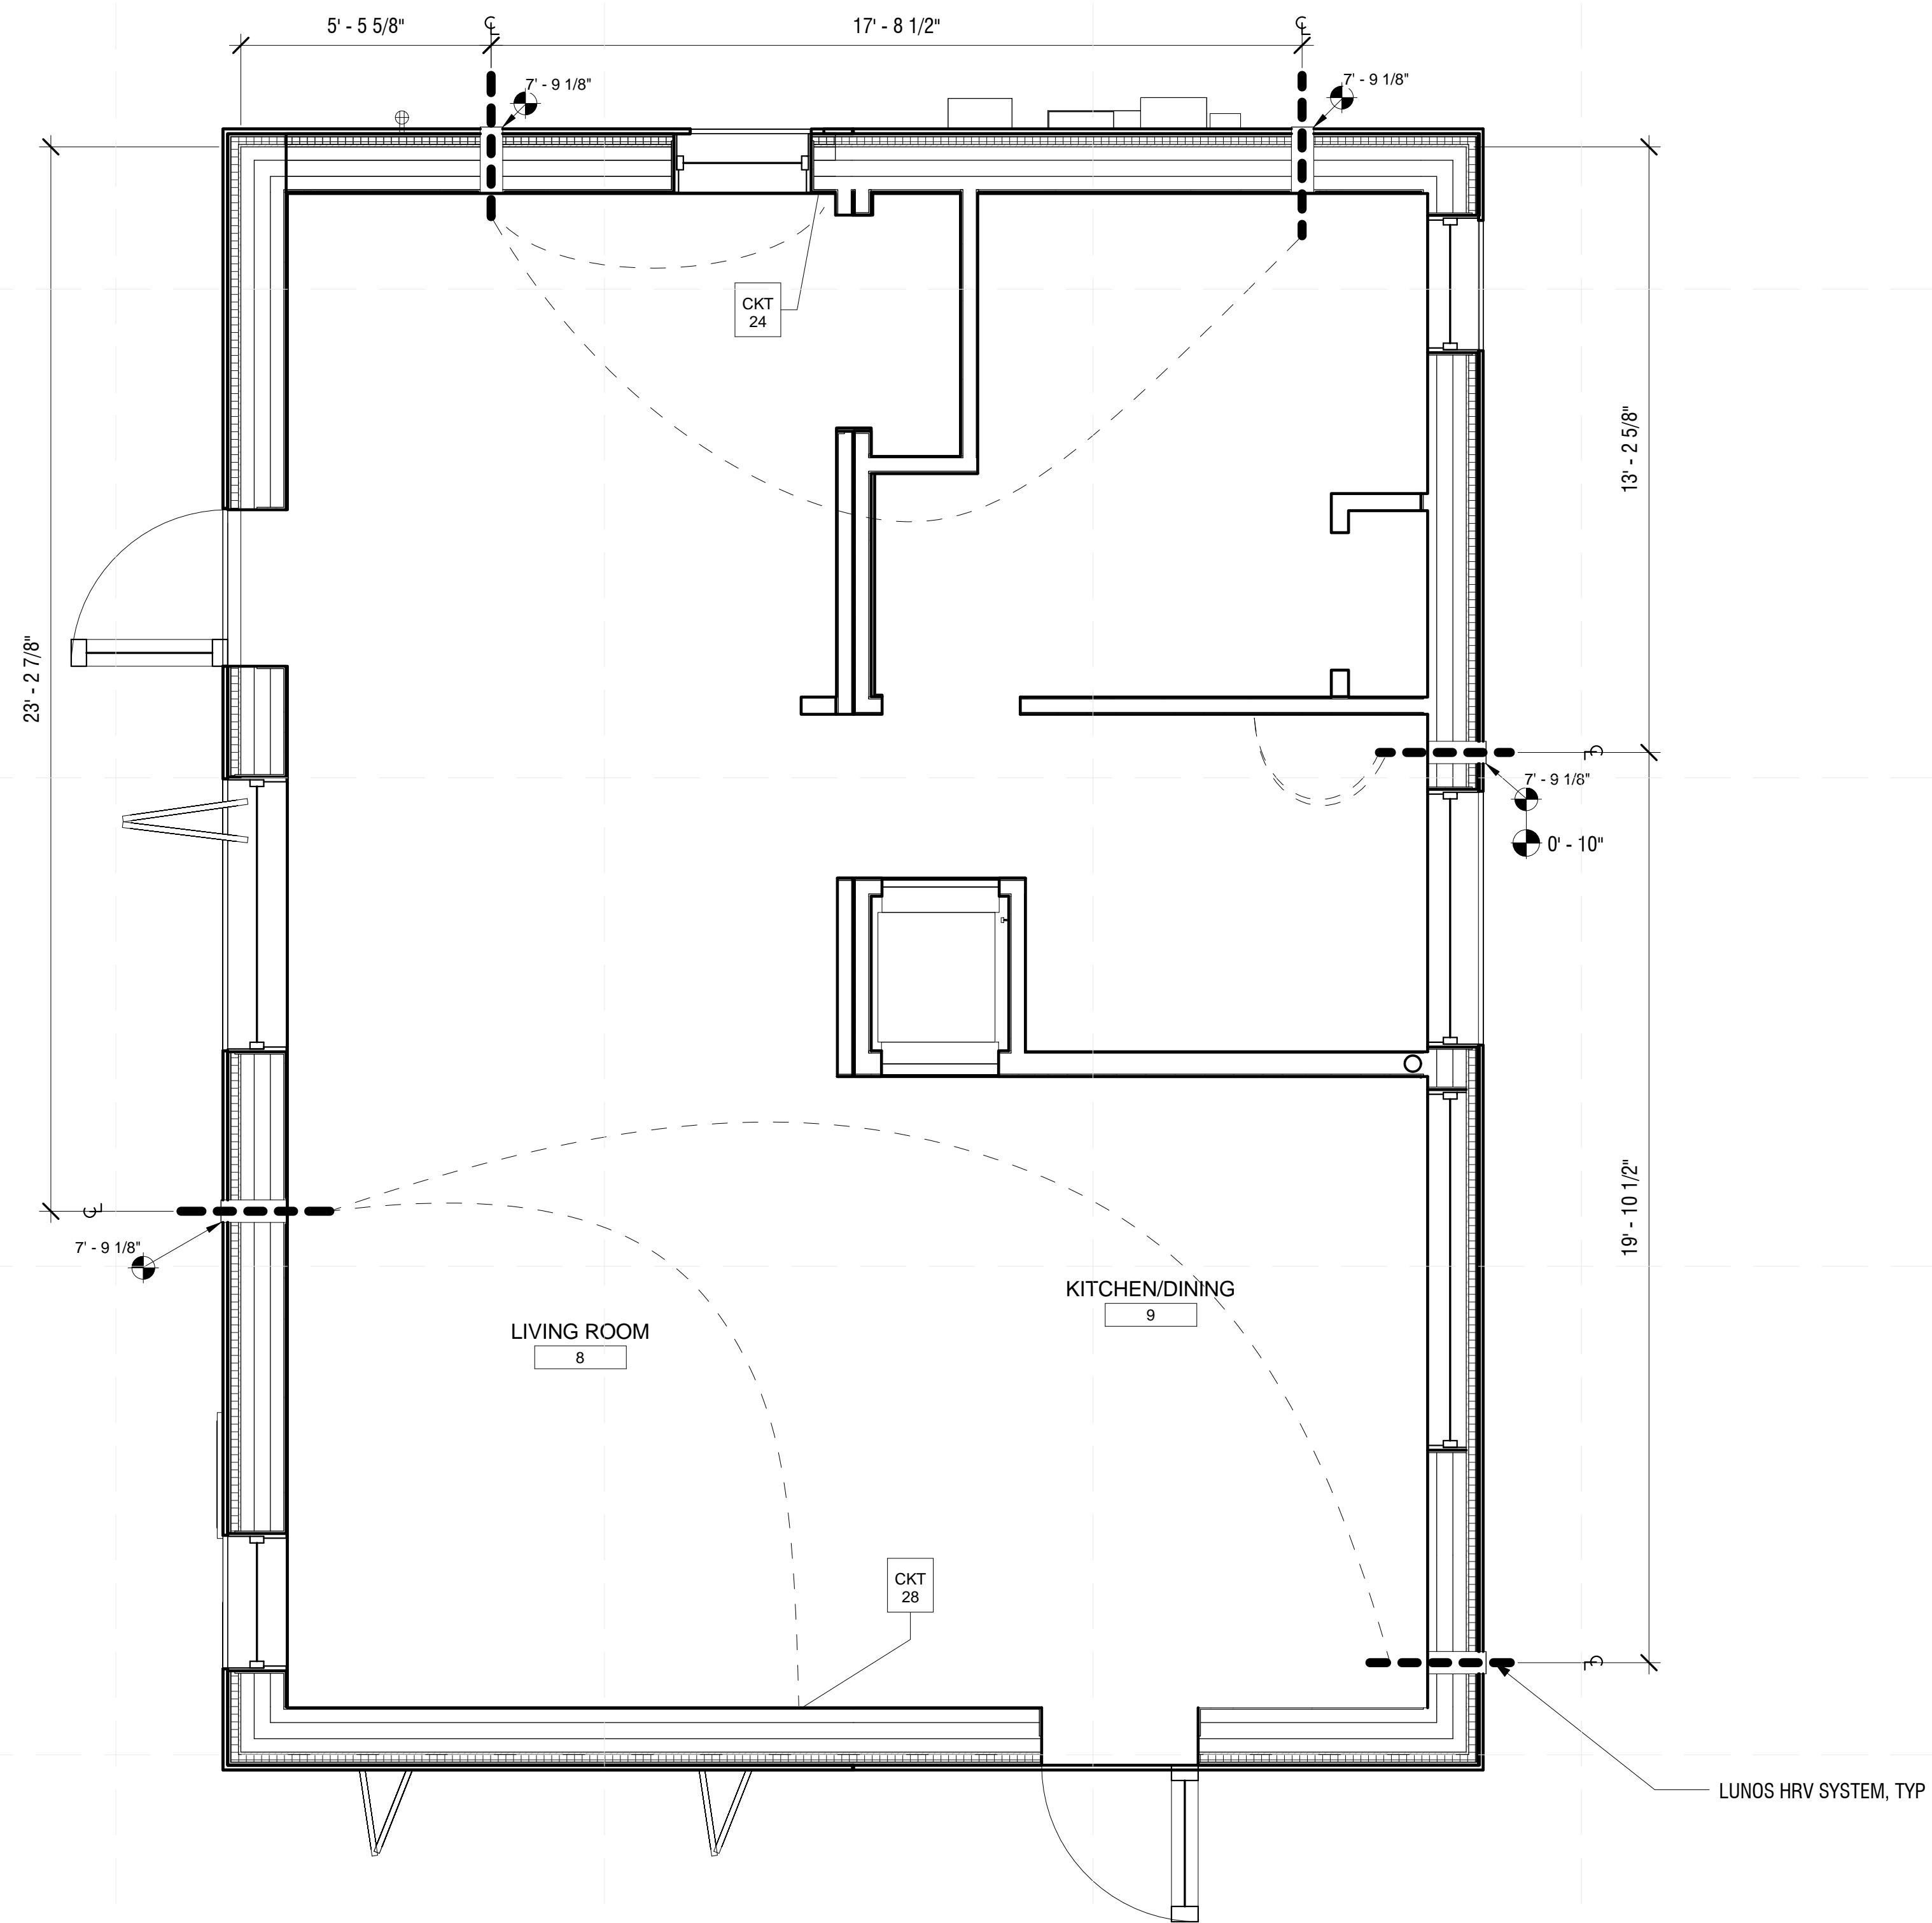 5' - 5 5/8"
℄
17' - 8 1/2"
℄
7' - 9 1/8"
7' - 9 1/8"
CKT
24
13' - 2 5/8"
23' - 2 7/8"
℄
7' - 9 1/8"
0' - 10"
19' - 10 1/2"
℄
7' - 9 1/8"
KITCHEN/DINING
9
LIVING ROOM
8
CKT
28
℄
LUNOS HRV SYSTEM, TYP